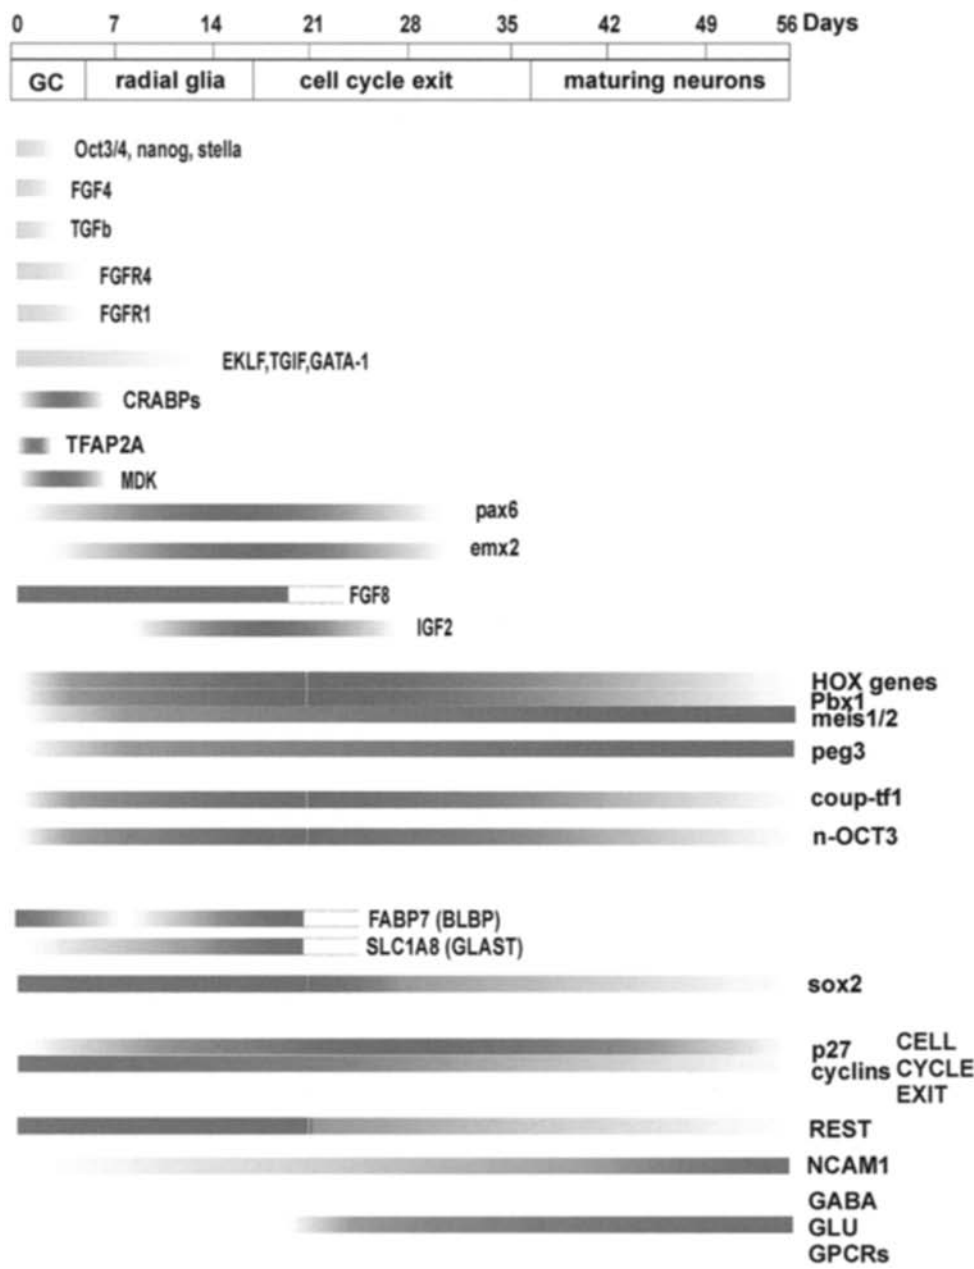 0 7 14 21 28 35 42 49 56 Days
GC radial glia cell cycle exit maturing neurons
Oct3/4, nanog, stella
FGF4
TGFb
FGFR4
FGFR1
EKLF,TGIF,GATA-1
CRABPs
TFAP2A
MDK
pax6
emx2
FGF8
IGF2
HOX genes
Pbx1
meis1/2
peg3
coup-tf1
n-OCT3
FABP7 (BLBP)
SLC1A8 (GLAST)
sox2
p27 CELL
cyclins CYCLE
EXIT
REST
NCAM1
GABA
GLU
GPCRs